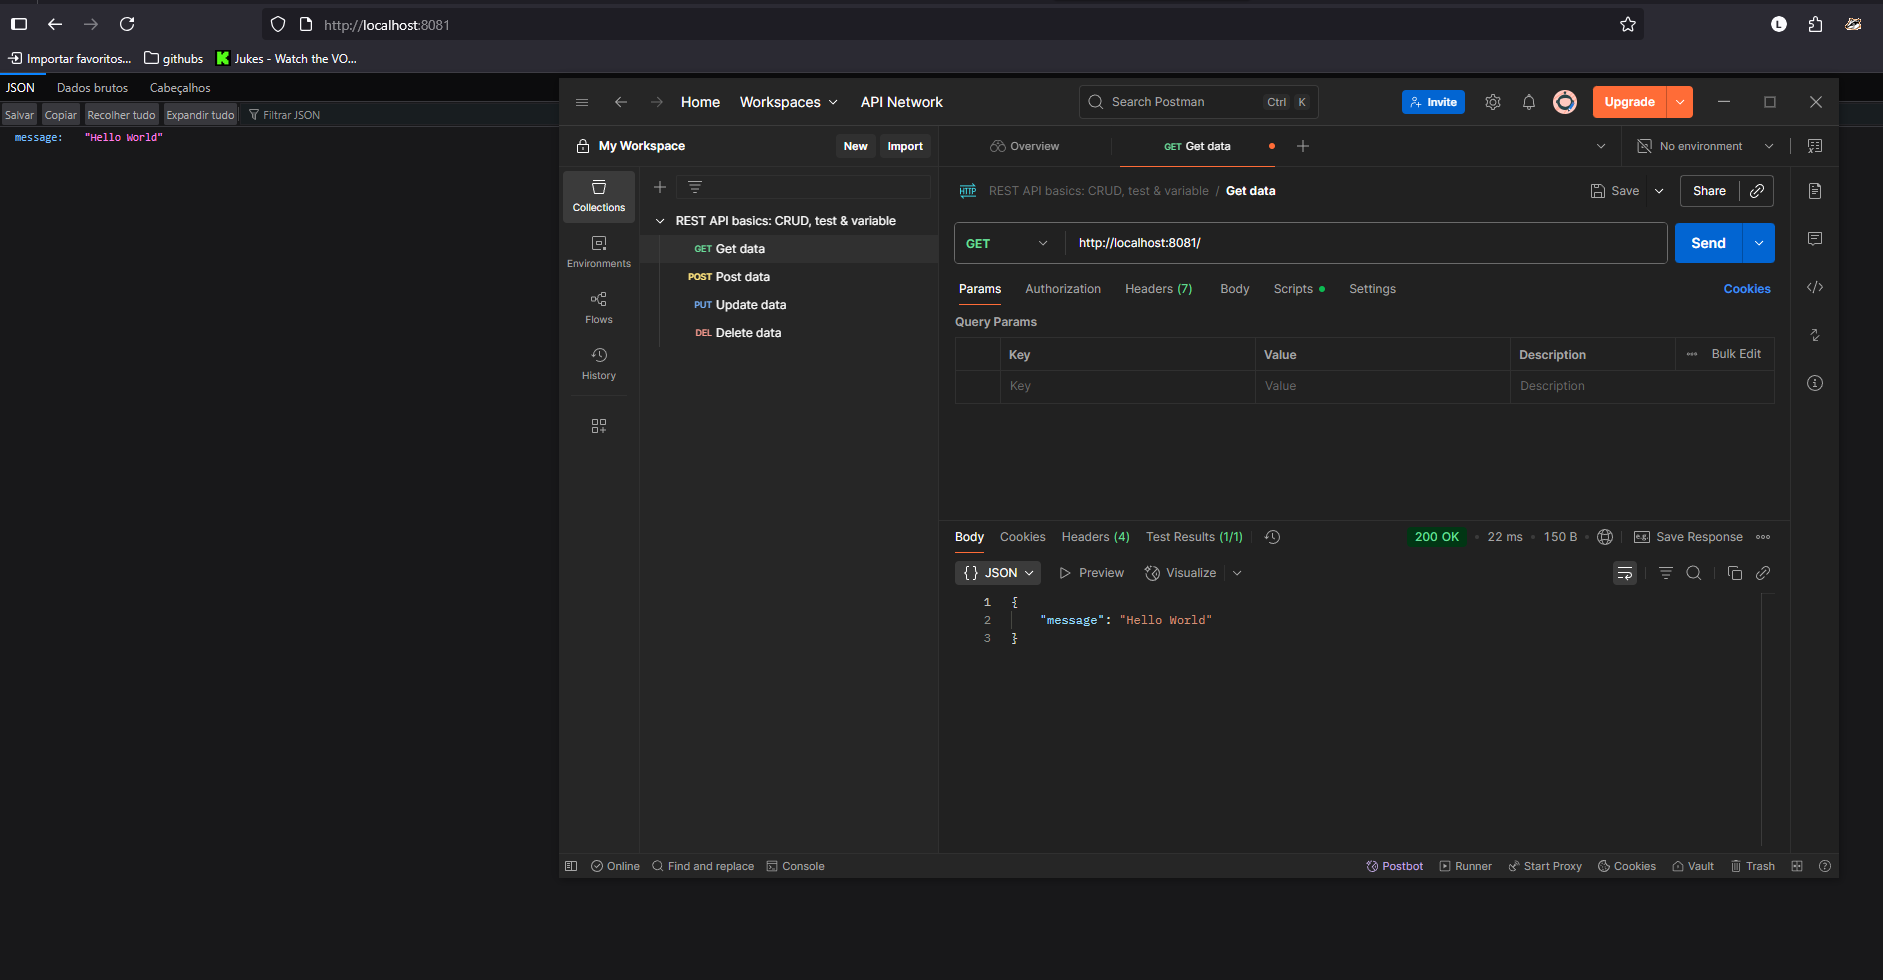 http://localhost:8081
Importar favoritos...
githubs
Jukes - Watch the VO...
JSON
Dados brutos
Cabeçalhos
Salvar
Copiar
Recolher tudo
Expandir tudo
Filtrar JSON
message: "Hello World"
Home
Workspaces
API Network
Search Postman
Ctrl K
Invite
Upgrade
My Workspace
New
Import
Overview
GET Get data
No environment
Collections
Environments
Flows
History
REST API basics: CRUD, test & variable
GET Get data
POST Post data
PUT Update data
DEL Delete data
HTTP
REST API basics: CRUD, test & variable / Get data
Save
Share
GET
http://localhost:8081/
Send
Params
Authorization
Headers (7)
Body
Scripts
Settings
Cookies
Query Params
Key
Value
Description
Bulk Edit
Key
Value
Description
Body
Cookies
Headers (4)
Test Results (1/1)
200 OK
22 ms
150 B
e.g.
Save Response
{} JSON
Preview
Visualize
1 {
2 "message": "Hello World"
3 }
Online
Find and replace
Console
Postbot
Runner
Start Proxy
Cookies
Vault
Trash